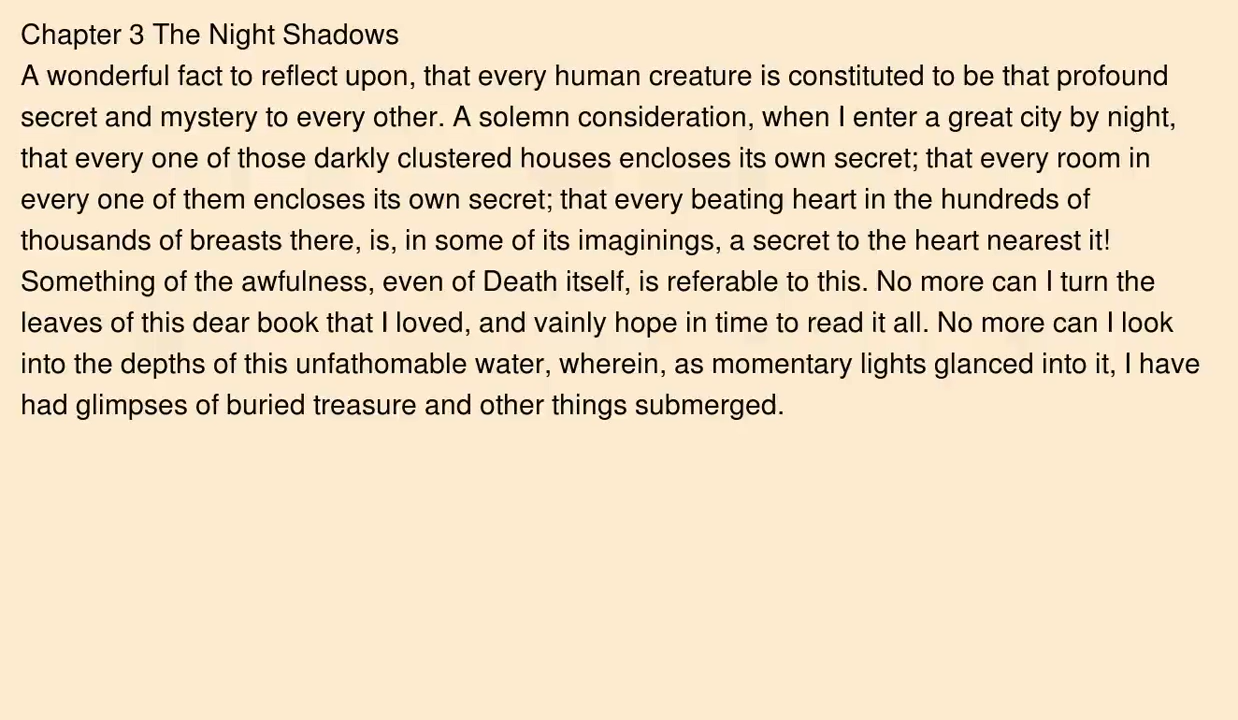 Chapter 3 The Night Shadows
A wonderful fact to reflect upon, that every human creature is constituted to be that profound
secret and mystery to every other. A solemn consideration, when I enter a great city by night,
that every one of those darkly clustered houses encloses its own secret; that every room in
every one of them encloses its own secret; that every beating heart in the hundreds of
thousands of breasts there, is, in some of its imaginings, a secret to the heart nearest it!
Something of the awfulness, even of Death itself, is referable to this. No more can I turn the
leaves of this dear book that I loved, and vainly hope in time to read it all. No more can I look
into the depths of this unfathomable water, wherein, as momentary lights glanced into it, I have
had glimpses of buried treasure and other things submerged.